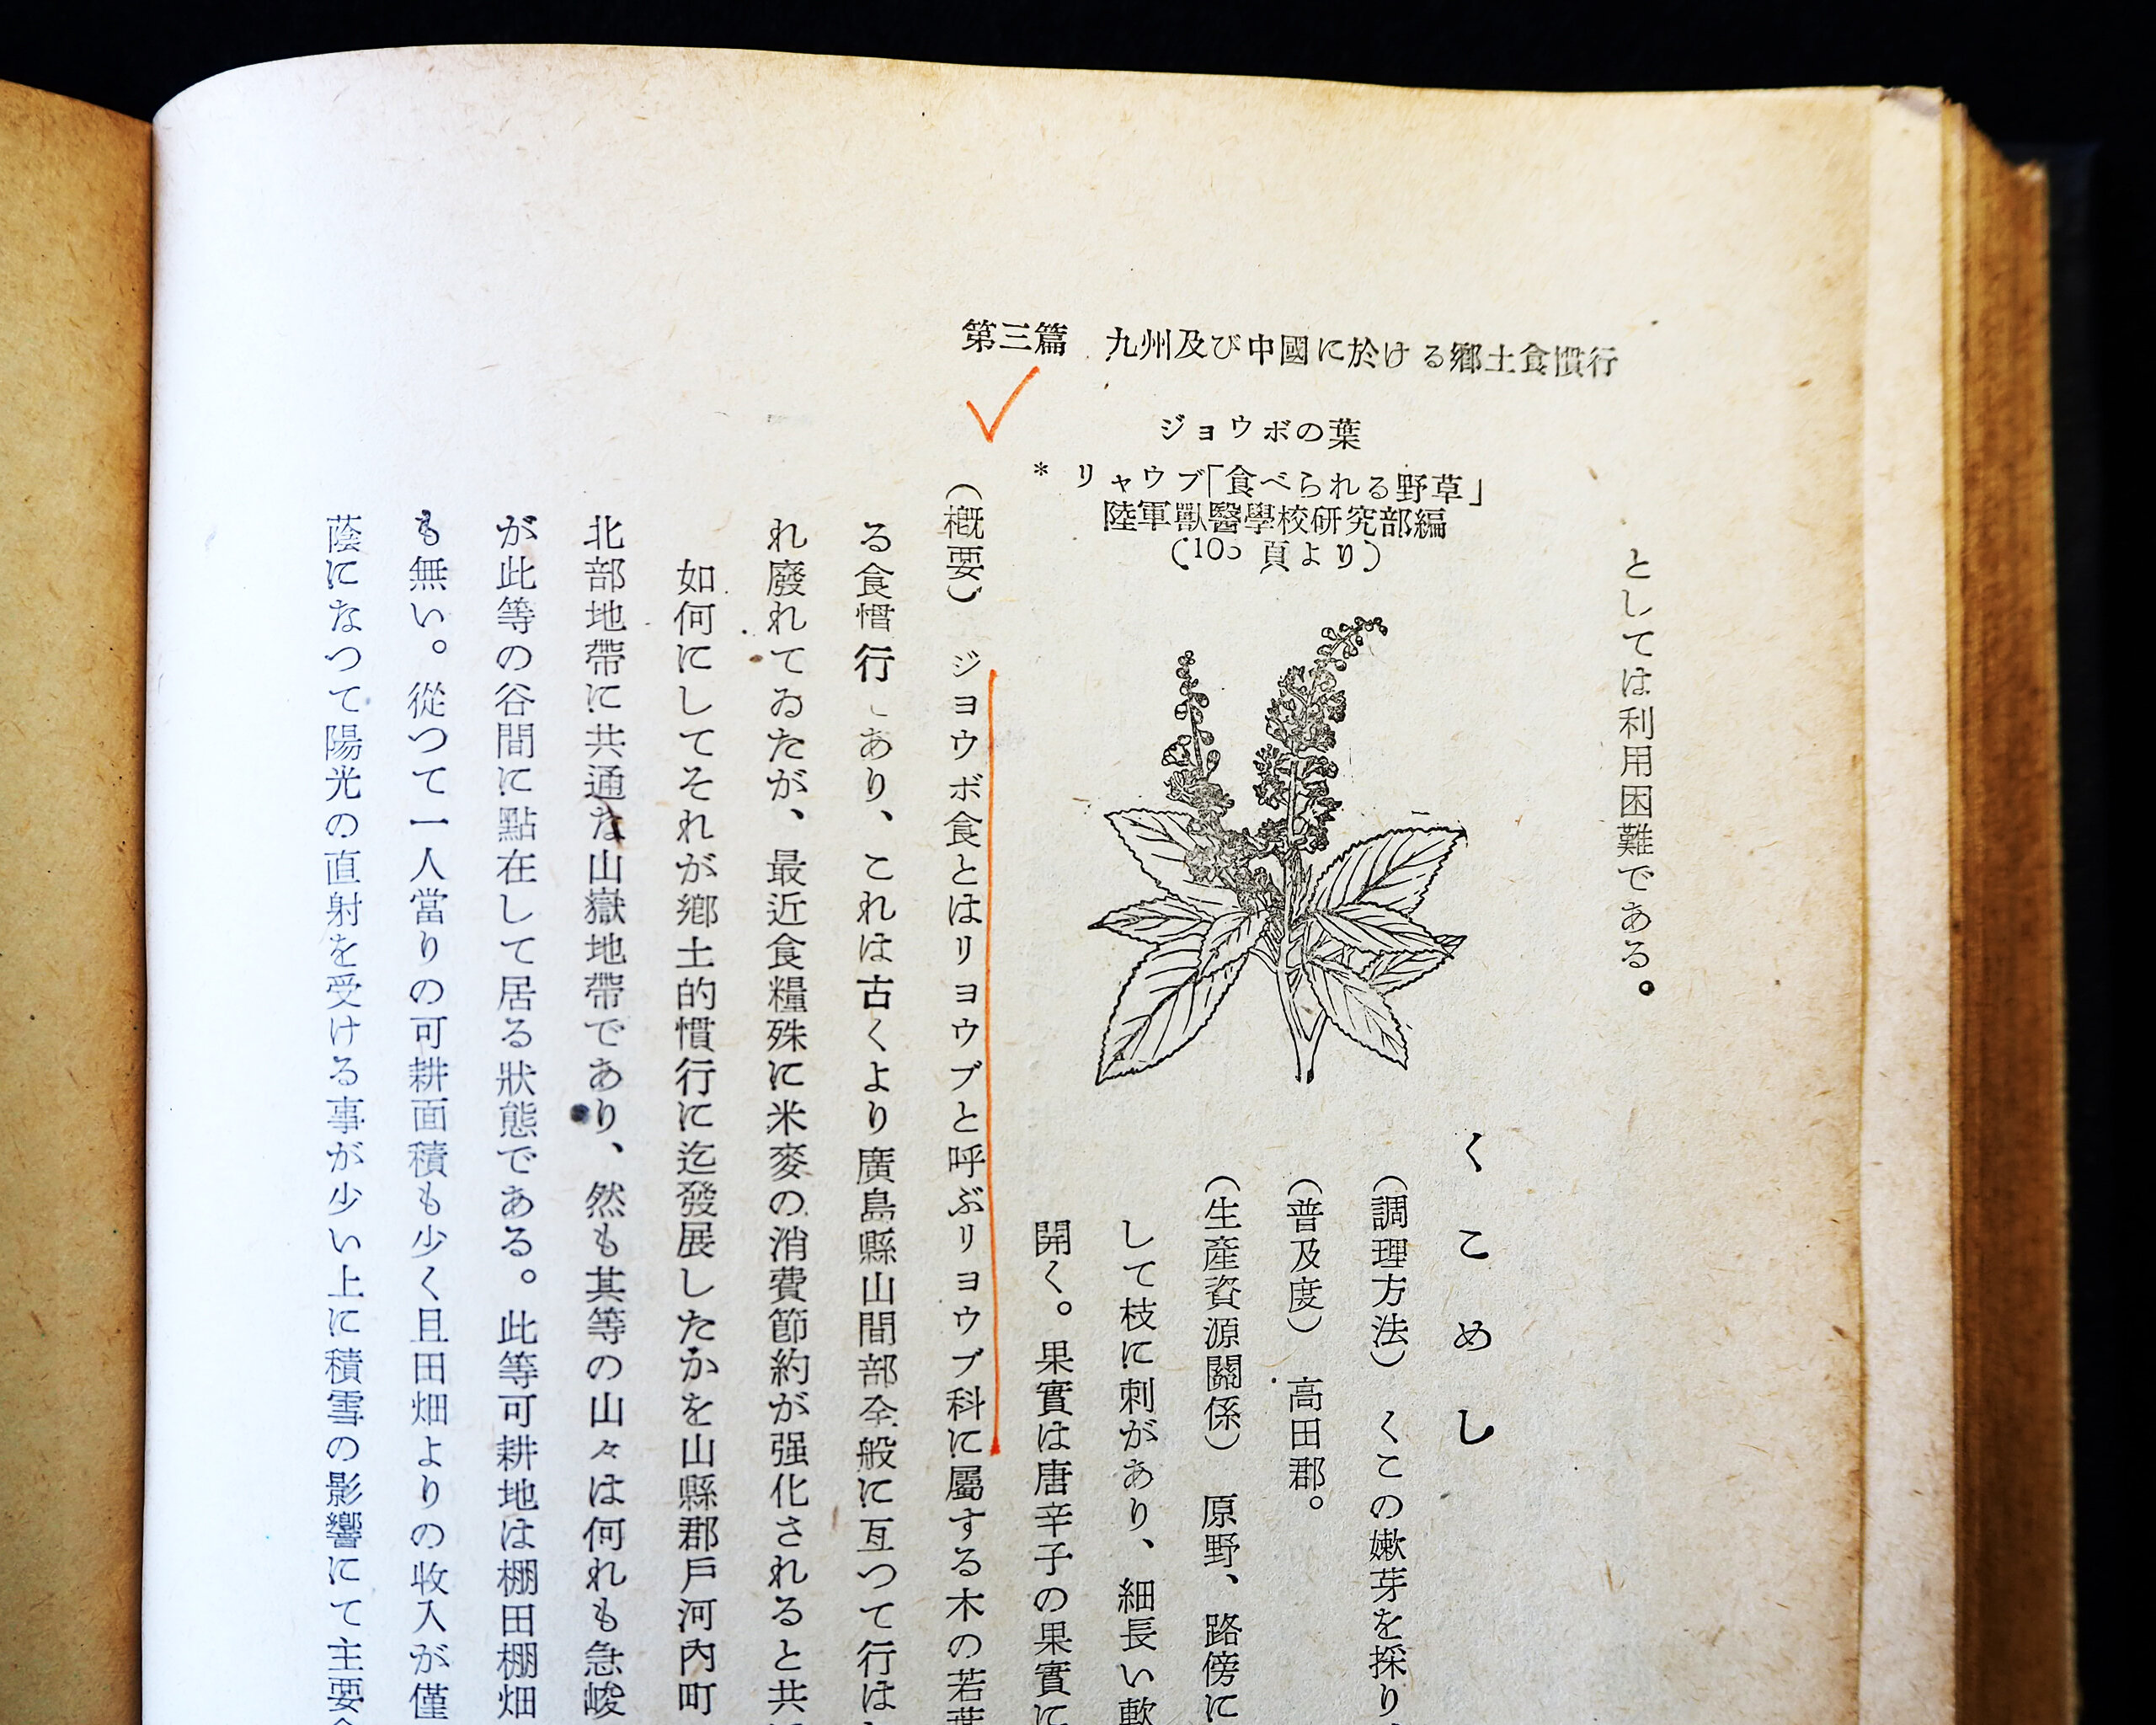 第三篇　九州及び中國に於ける鄕土食慣行
としては利用困難である。
くこめし
（調理方法）　くこの嫩芽を採り
（普及度）　高田郡。
（生産資源關係）　原野、路傍に
して枝に刺があり、細長い軟
開く。果實は唐辛子の果實に
ジョウボの葉
* リャウブ「食べられる野草」
陸軍獸醫學校硏究部編
頁より）
（槪要）　ジヨウボ食とはリヨウブと呼ぶリヨウブ科に屬する木の若葉
る食慣行 あり、これは古くより廣島縣山間部全般に亙つて行は
れ廢れてゐたが、最近食糧殊に米麥の消費節約が强化されると共に
如何にしてそれが鄕土的慣行に迄發展したかを山縣郡戶河內町
北部地帶に共通な山嶽地帶であり、然も其等の山々は何れも急峻
が此等の谷間に點在して居る狀態である。此等可耕地は棚田棚畑
も無い。從つて一人當りの可耕面積も少く且田畑よりの收入が僅
蔭になつて陽光の直射を受ける事が少い上に積雪の影響にて主要